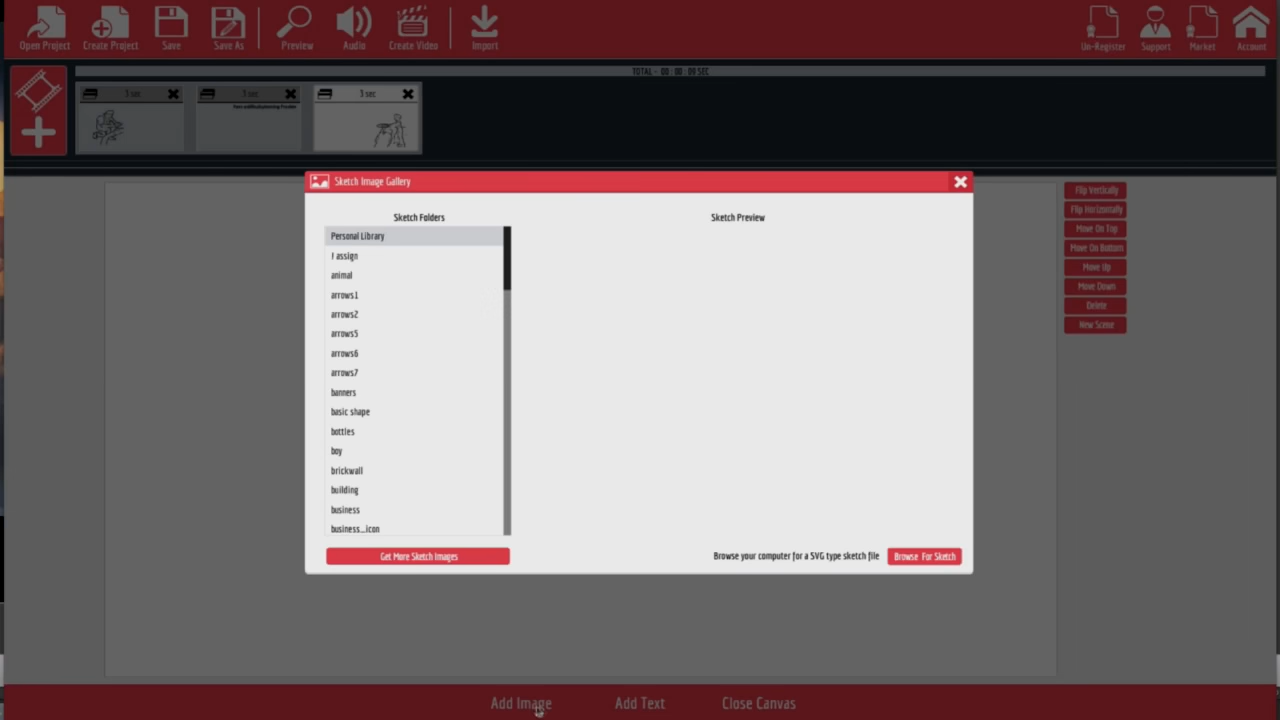 Open Project Create Project Save Save As Preview Audio Create Video Import Un-Register Support Market Account
TOTAL - 00 : 00 : 09 SEC
3 sec 3 sec 3 sec
Sketch Image Gallery
Sketch Folders
Sketch Preview
Personal Library
! assign
animal
arrows1
arrows2
arrows5
arrows6
arrows7
banners
basic shape
bottles
boy
brickwall
building
business
business_icon
Get More Sketch Images
Browse your computer for a SVG type sketch file
Browse For Sketch
Flip Vertically
Flip Horizontally
Move On Top
Move On Bottom
Move Up
Move Down
Delete
New Scene
Add Image Add Text Close Canvas